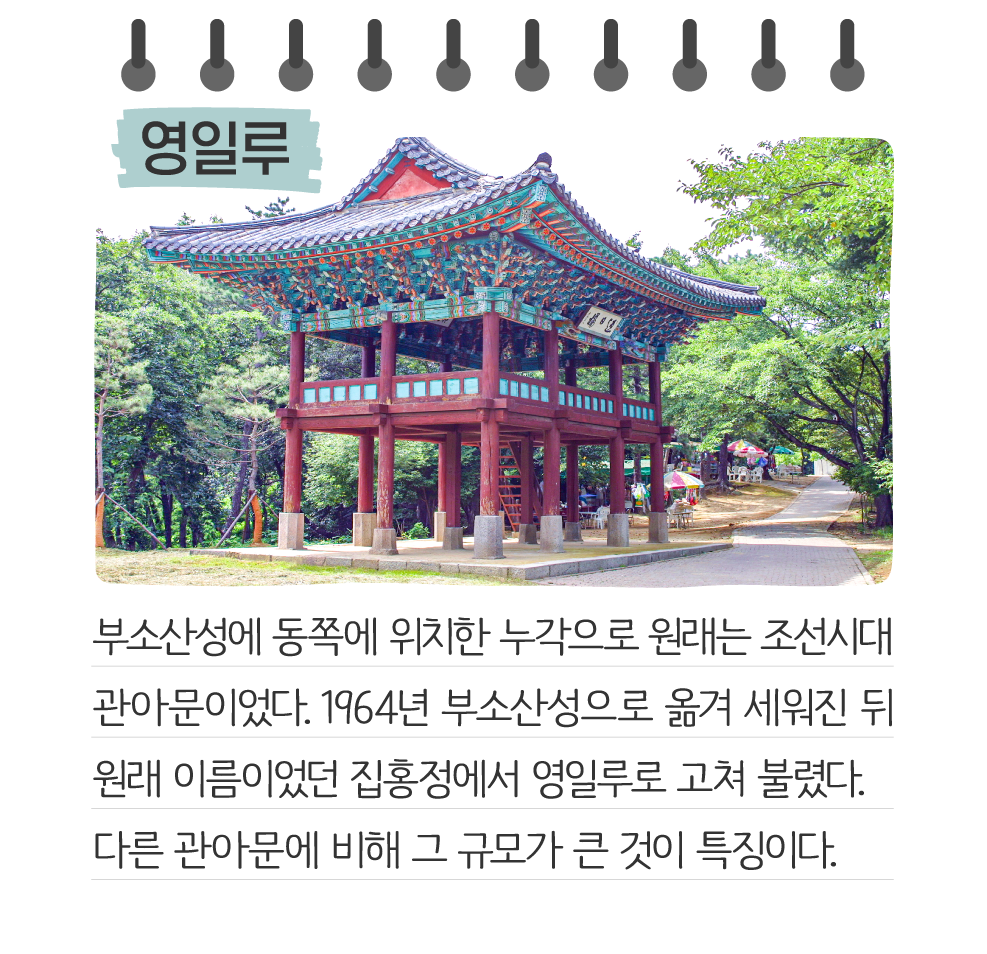 영일루
부소산성에 동쪽에 위치한 누각으로 원래는 조선시대
관아문이었다. 1964년 부소산성으로 옮겨 세워진 뒤
원래 이름이었던 집홍정에서 영일루로 고쳐 불렸다.
다른 관아문에 비해 그 규모가 큰 것이 특징이다.